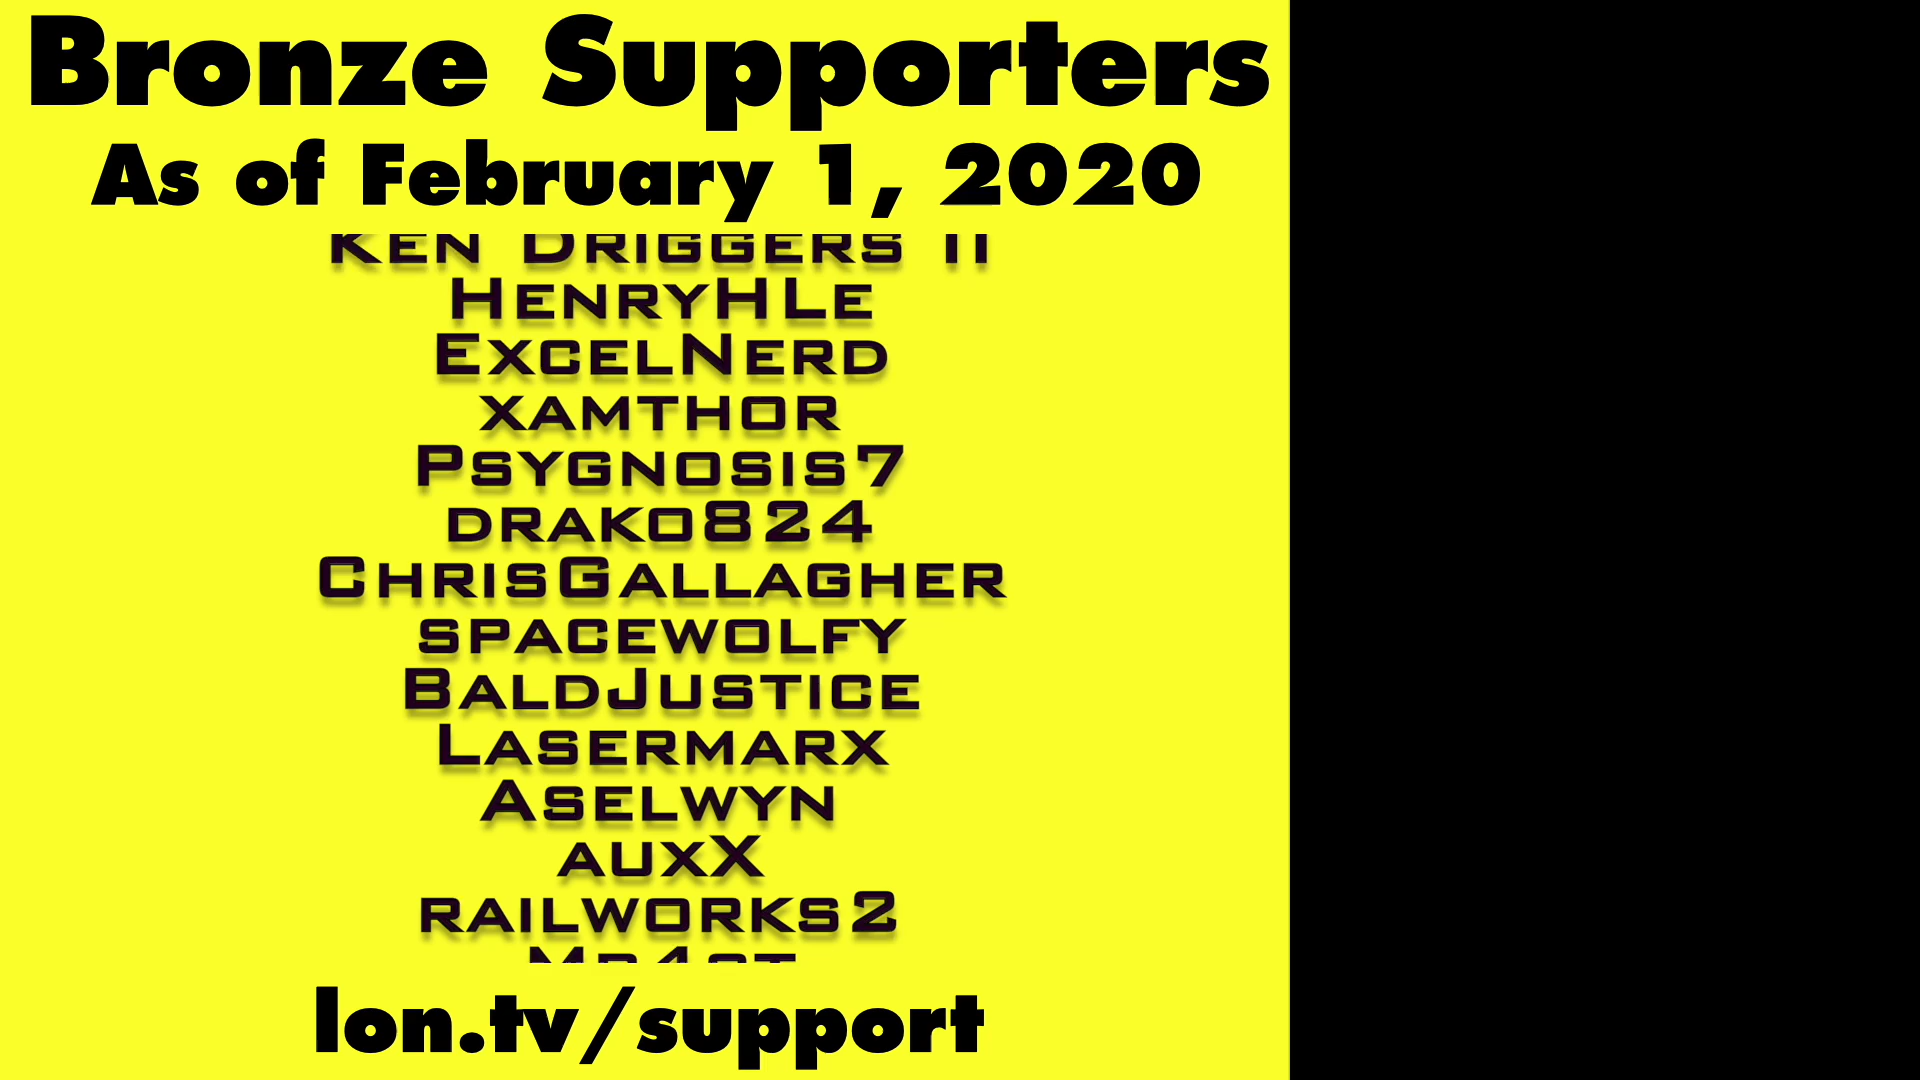 Bronze Supporters
As of February 1, 2020
Ken Driggers II
HenryHLe
ExcelNerd
xamthor
Psygnosis7
drako824
ChrisGallagher
spacewolfy
BaldJustice
Lasermarx
Aselwyn
auxX
railworks2
lon.tv/support